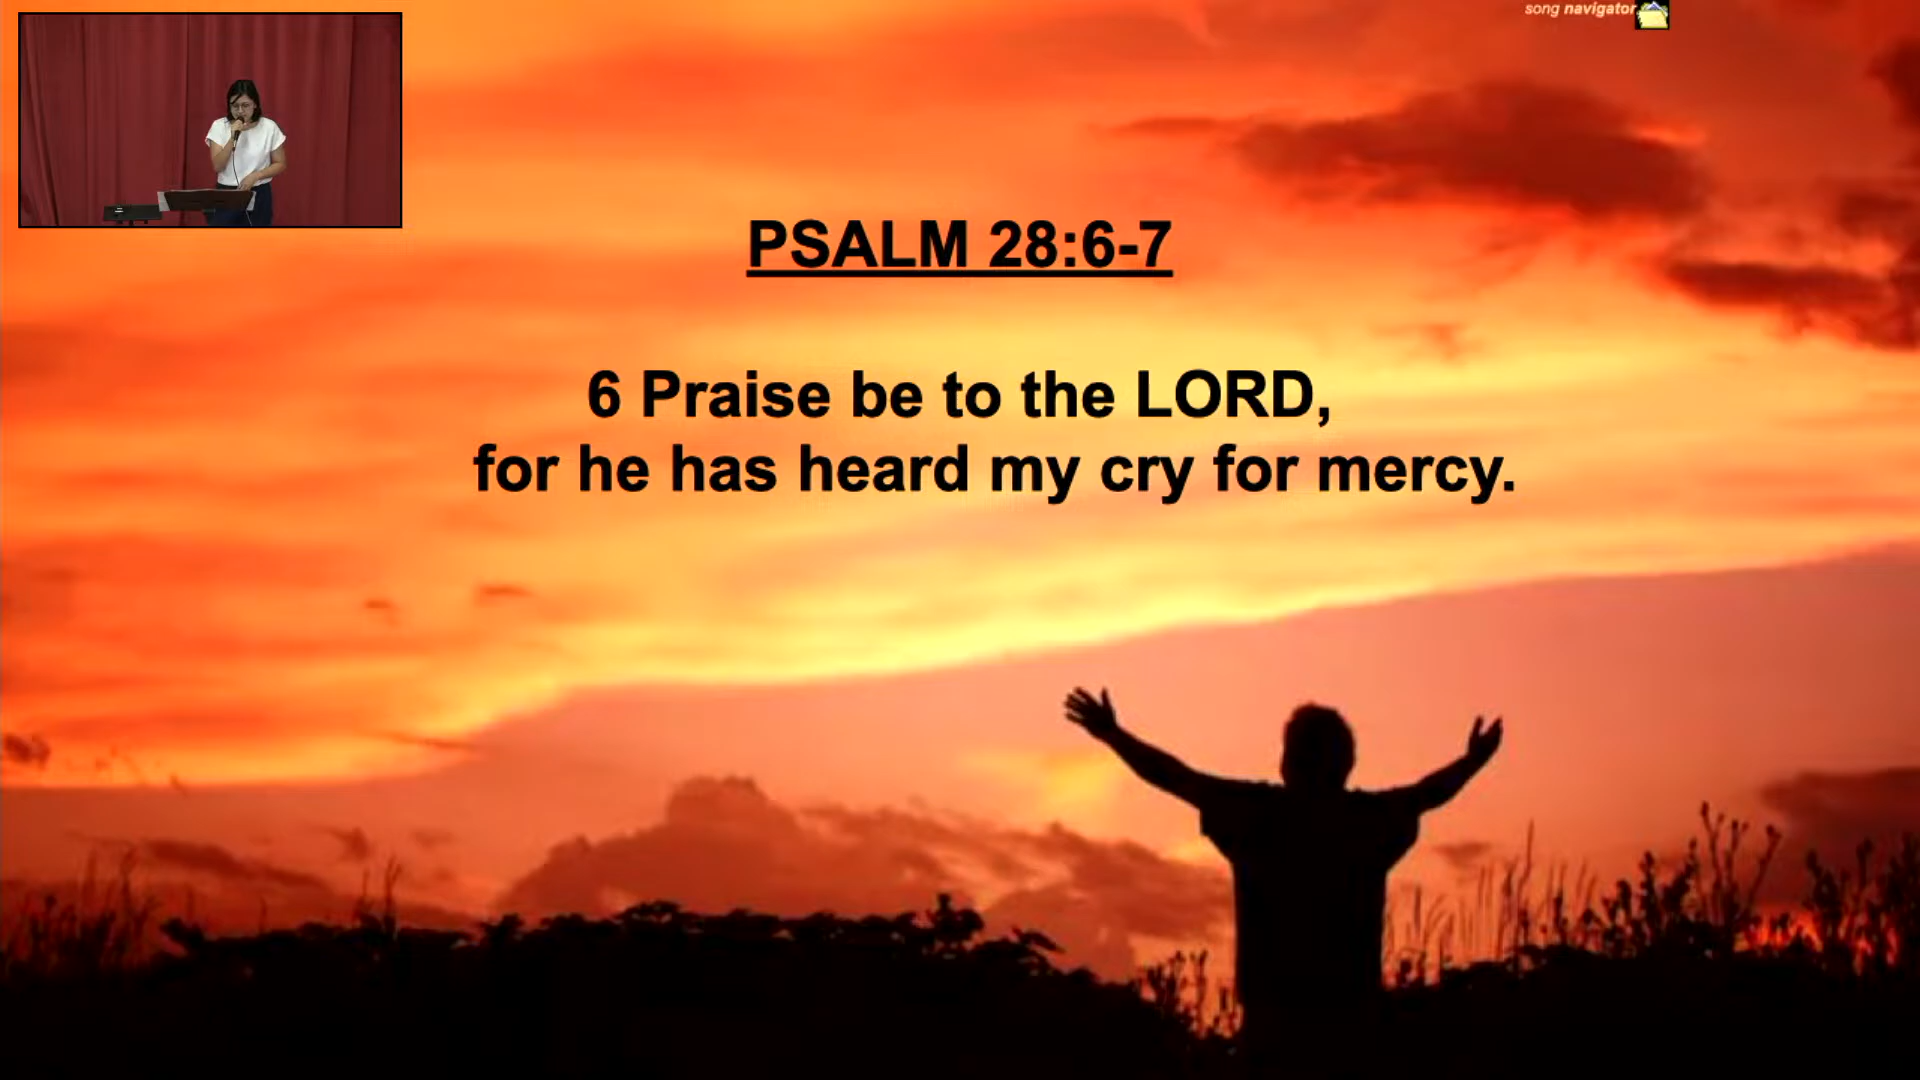 song navigator
PSALM 28:6-7
6 Praise be to the LORD,
for he has heard my cry for mercy.